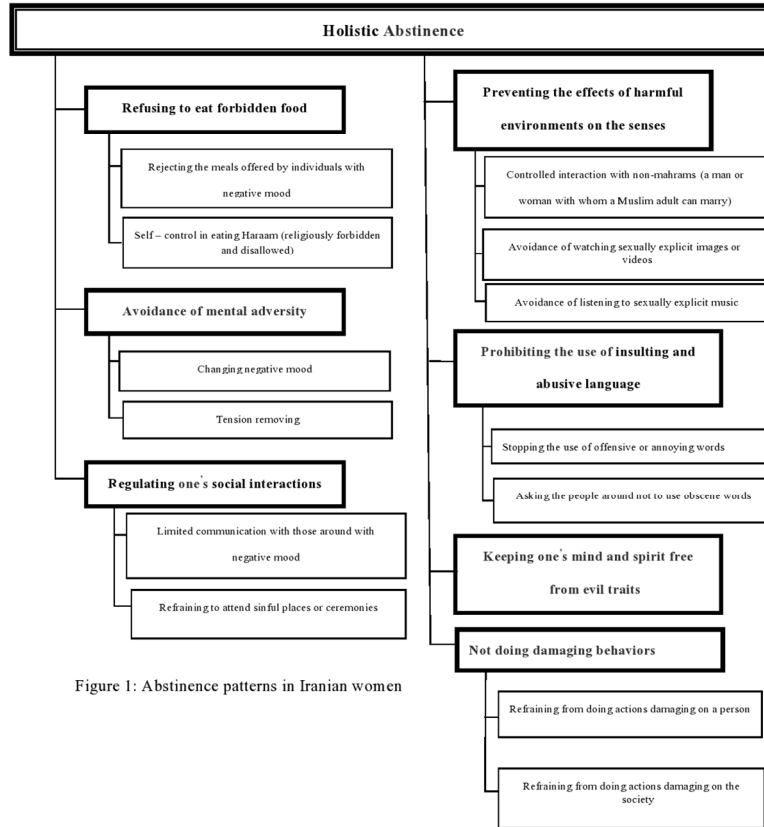 Holistic Abstinence
Refusing to eat forbidden food
Rejecting the meals offered by individuals with
negative mood
Self – control in eating Haraam (religiously forbidden
and disallowed)
Avoidance of mental adversity
Changing negative mood
Tension removing
Regulating one's social interactions
Limited communication with those around with
negative mood
Refraining to attend sinful places or ceremonies
Figure 1: Abstinence patterns in Iranian women
Preventing the effects of harmful
environments on the senses
Controlled interaction with non-mahrams (a man or
woman with whom a Muslim adult can marry)
Avoidance of watching sexually explicit images or
videos
Avoidance of listening to sexually explicit music
Prohibiting the use of insulting and
abusive language
Stopping the use of offensive or annoying words
Asking the people around not to use obscene words
Keeping one's mind and spirit free
from evil traits
Not doing damaging behaviors
Refraining from doing actions damaging on a person
Refraining from doing actions damaging on the
society